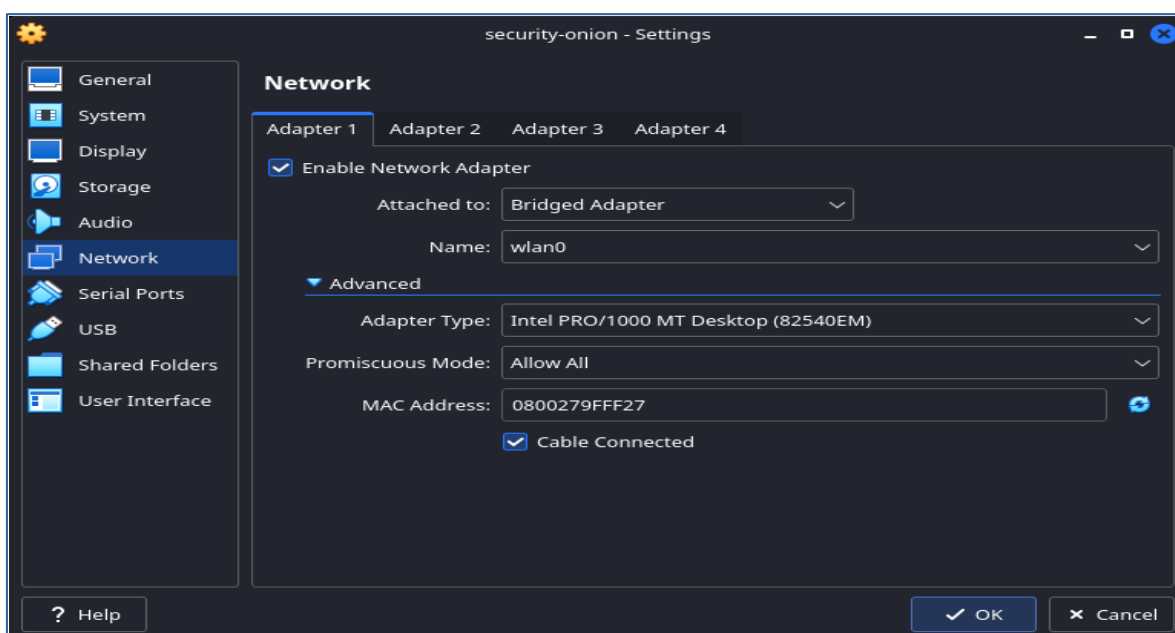 security-onion - Settings
General
System
Display
Storage
Audio
Network
Serial Ports
USB
Shared Folders
User Interface
Network
Adapter 1 Adapter 2 Adapter 3 Adapter 4
Enable Network Adapter
Attached to: Bridged Adapter
Name: wlan0
Advanced
Adapter Type: Intel PRO/1000 MT Desktop (82540EM)
Promiscuous Mode: Allow All
MAC Address: 0800279FFF27
Cable Connected
? Help OK Cancel